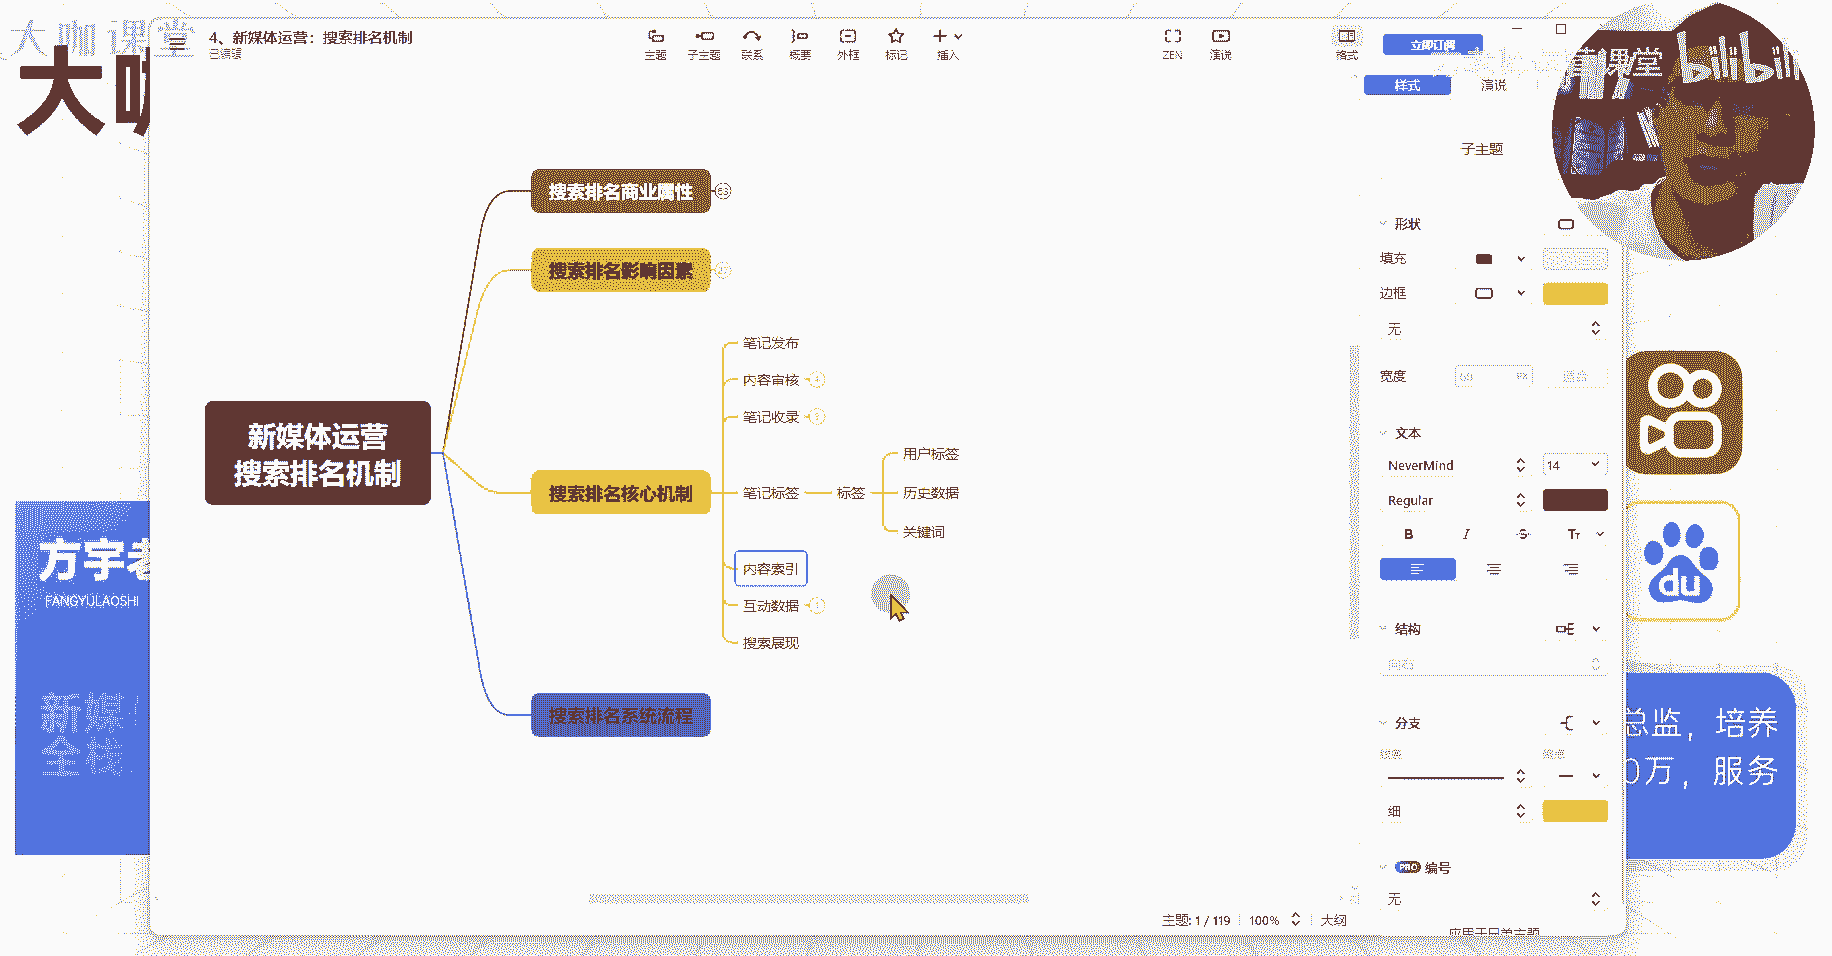 大咖课堂
4、新媒体运营：搜索排名机制
已编辑
主题
子主题
联系
概要
外框
标记
插入
ZEN
演说
格式
立即订阅
课堂 bilibili
大咖
样式
演说
子主题
搜索排名商业属性
搜索排名影响因素
形状
填充
边框
无
笔记发布
内容审核
笔记收录
宽度
px
新媒体运营
搜索排名机制
搜索排名核心机制
笔记标签
标签
用户标签
历史数据
关键词
内容索引
互动数据
搜索展现
搜索排名系统流程
文本
NeverMind
14
Regular
B I S Tт
结构
分支
细
PRO 编号
无
主题: 1 / 119
100%
大纲
方宇老
FANGYULAOSHI
新媒
全栈
du
总监，培养
0万，服务